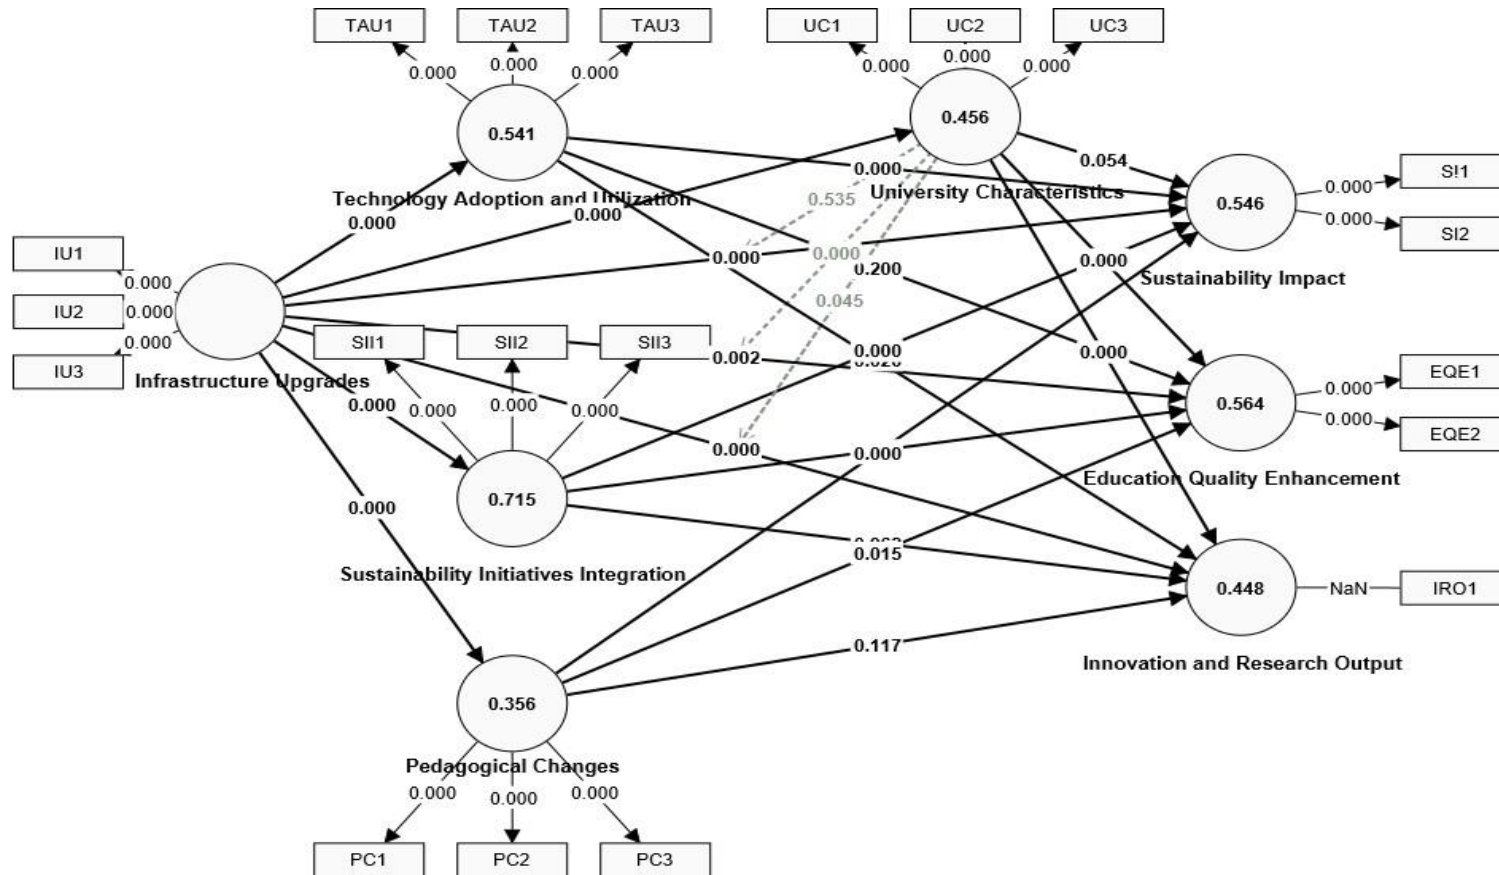 TAU1
TAU2
TAU3
UC1
UC2
UC3
0.000
0.000
0.000
0.000
0.000
0.000
0.541
0.456
0.054
0.000
Technology Adoption and Utilization
0.535
University Characteristics
0.000
S!1
0.000
0.546
0.000
SI2
0.000
IU1
0.000
0.000
0.200
0.000
Sustainability Impact
0.000
IU2
0.000
0.045
SII1
SII2
SII3
0.002
0.000
0.000
0.000
IU3
Infrastructure Upgrades
0.000
EQE1
0.000
0.000
0.000
0.000
0.564
0.000
EQE2
0.000
0.000
Education Quality Enhancement
0.715
0.000
0.015
Sustainability Initiatives Integration
0.448
NaN
IRO1
0.117
Innovation and Research Output
0.356
Pedagogical Changes
0.000
0.000
0.000
PC1
PC2
PC3